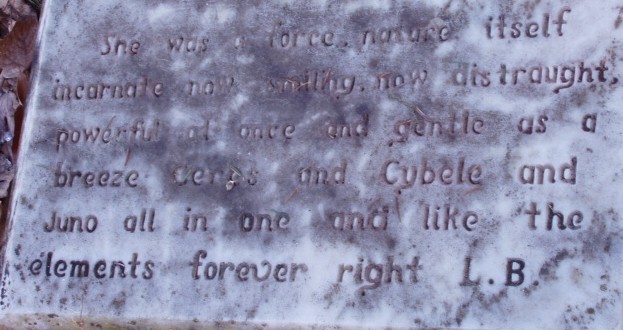 She was a force, nature itself
incarnate now smiling, now distraught,
powerful at once and gentle as a
breeze Ceres and Cybele and
Juno all in one and like the
elements forever right L.B.